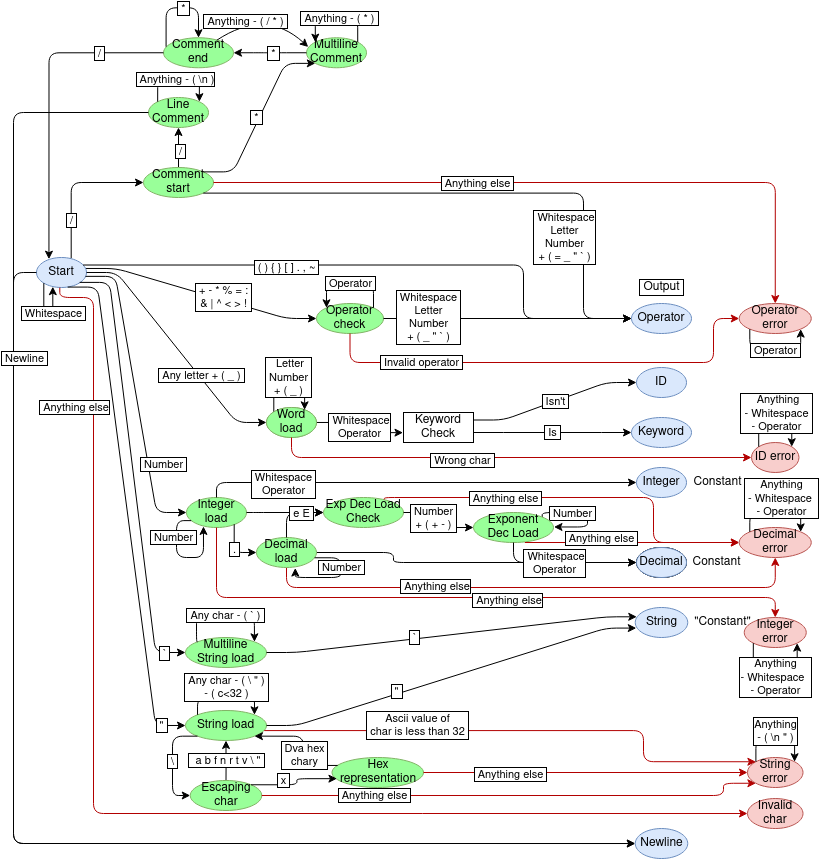 *
Anything - ( / * )
Anything - ( * )
Comment
end
/
*
Multiline
Comment
Anything - ( \n )
Line
Comment
*
/
Comment
start
Anything else
/
Whitespace
Letter
Number
+ ( = _ " ` )
Start
( ) { } [ ] . , ~
Whitespace
+ - * % = :
& | ^ < > !
Operator
Operator
check
Whitespace
Letter
Number
+ ( _ " ` )
Output
Operator
Operator
error
Operator
Newline
Invalid operator
Any letter + ( _ )
Letter
Number
+ ( _ )
Isn't
ID
Anything else
Word
load
Whitespace
Operator
Keyword
Check
Is
Keyword
Anything
- Whitespace
- Operator
ID error
Wrong char
Number
Whitespace
Operator
Integer
Constant
Anything
- Whitespace
- Operator
Integer
load
e E
Exp Dec Load
Check
Anything else
Number
+ ( + - )
Exponent
Dec Load
Number
Anything else
Decimal
error
Number
.
Decimal
load
Number
Whitespace
Operator
Decimal
Constant
Anything else
Anything else
Any char - ( ` )
`
Multiline
String load
`
String
"Constant"
Integer
error
Anything
- Whitespace
- Operator
Any char - ( \ " )
- ( c<32 )
"
"
String load
Ascii value of
char is less than 32
Anything
- ( \n " )
\
a b f n r t v \ "
Dva hex
chary
Hex
representation
x
Anything else
String
error
Escaping
char
Anything else
Invalid
char
Newline